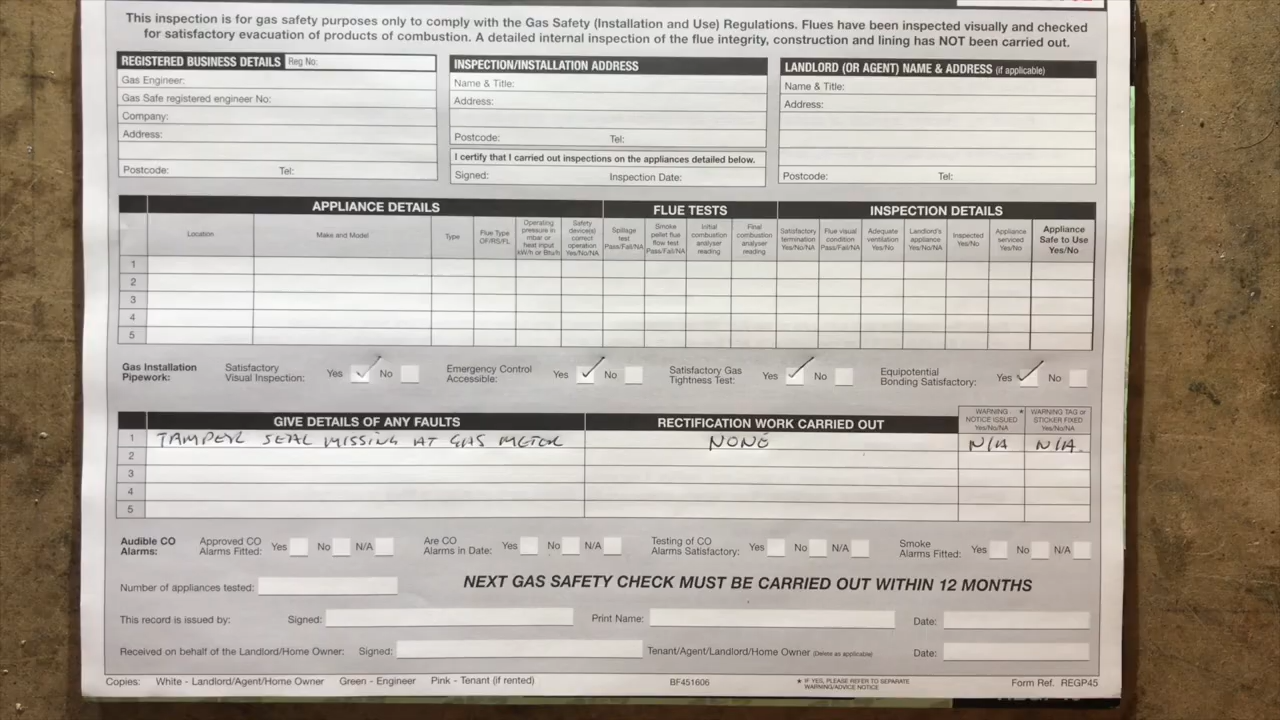 This inspection is for gas safety purposes only to comply with the Gas Safety (Installation and Use) Regulations. Flues have been inspected visually and checked
for satisfactory evacuation of products of combustion. A detailed internal inspection of the flue integrity, construction and lining has NOT been carried out.
REGISTERED BUSINESS DETAILS Reg No:
Gas Engineer:
Gas Safe registered engineer No:
Company:
Address:
Postcode: Tel:
INSPECTION/INSTALLATION ADDRESS
Name & Title:
Address:
Postcode: Tel:
I certify that I carried out inspections on the appliances detailed below.
Signed: Inspection Date:
LANDLORD (OR AGENT) NAME & ADDRESS (if applicable)
Name & Title:
Address:
Postcode: Tel:
APPLIANCE DETAILS FLUE TESTS INSPECTION DETAILS
Location
Make and Model
Type
Flue Type
OF/RS/FL
Operating
pressure in
mbar or
heat input
kW/h or Btu/h
Safety
device(s)
correct
operation
Yes/No/NA
Spillage
test
Pass/Fail/NA
Smoke
pellet flue
flow test
Pass/Fail/NA
Initial
combustion
analyser
reading
Final
combustion
analyser
reading
Satisfactory
termination
Yes/No/NA
Flue visual
condition
Pass/Fail/NA
Adequate
ventilation
Yes/No
Landlord's
appliance
Yes/No/NA
Inspected
Yes/No
Appliance
serviced
Yes/No
Appliance
Safe to Use
Yes/No
1
2
3
4
5
Gas Installation
Pipework:
Satisfactory
Visual Inspection:
Yes No
Emergency Control
Accessible:
Yes No
Satisfactory Gas
Tightness Test:
Yes No
Equipotential
Bonding Satisfactory:
Yes No
GIVE DETAILS OF ANY FAULTS RECTIFICATION WORK CARRIED OUT
WARNING *
NOTICE ISSUED
Yes/No/NA
WARNING TAG or
STICKER FIXED
Yes/No/NA
1 TAMPER SEAL MISSING AT GAS METER NONE N/A N/A
2
3
4
5
Audible CO
Alarms:
Approved CO
Alarms Fitted:
Yes No N/A
Are CO
Alarms in Date:
Yes No N/A
Testing of CO
Alarms Satisfactory:
Yes No N/A
Smoke
Alarms Fitted:
Yes No N/A
Number of appliances tested:
NEXT GAS SAFETY CHECK MUST BE CARRIED OUT WITHIN 12 MONTHS
This record is issued by: Signed: Print Name: Date:
Received on behalf of the Landlord/Home Owner: Signed: Tenant/Agent/Landlord/Home Owner (Delete as applicable) Date:
Copies: White - Landlord/Agent/Home Owner Green - Engineer Pink - Tenant (if rented) BF451606
* IF YES, PLEASE REFER TO SEPARATE
WARNING/ADVICE NOTICE
Form Ref. REGP45